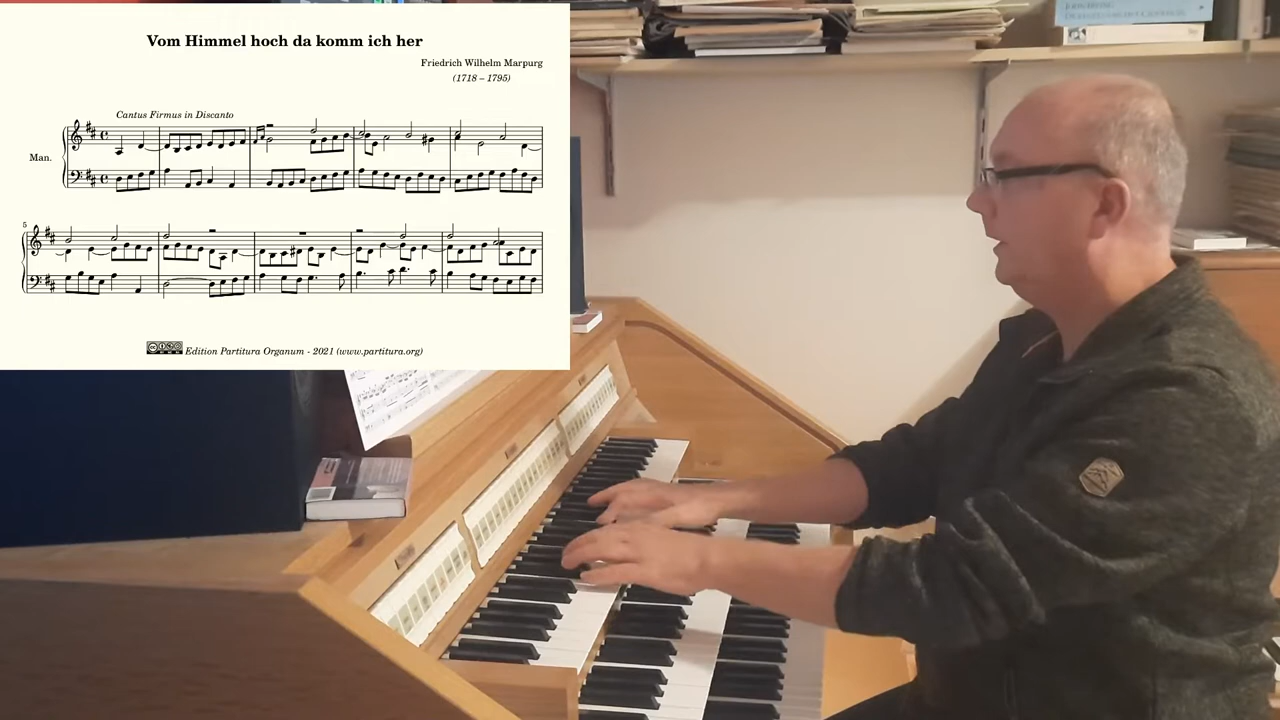 Vom Himmel hoch da komm ich her
Friedrich Wilhelm Marpurg
(1718 – 1795)
Cantus Firmus in Discanto
Man.
5
Edition Partitura Organum - 2021 (www.partitura.org)